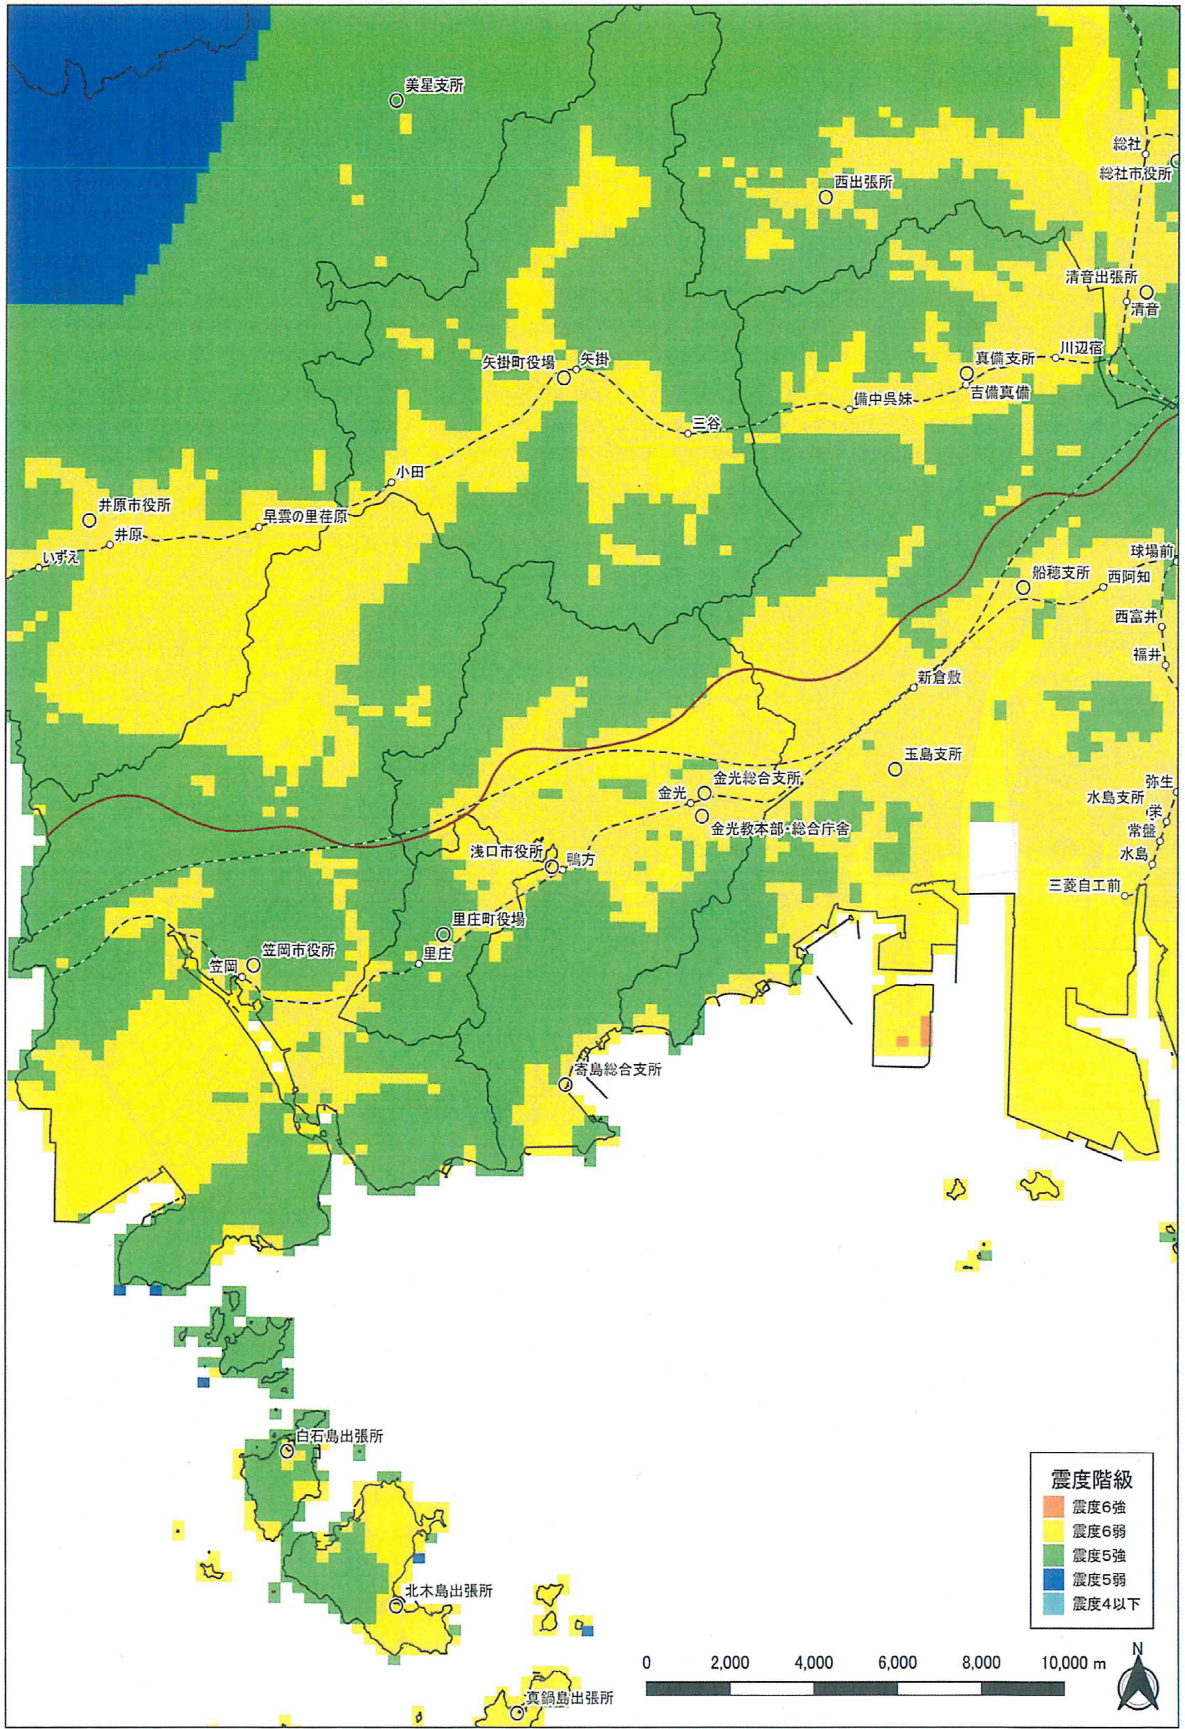 美星支所
総社
総社市役所
西出張所
清音出張所
清音
矢掛町役場
矢掛
真備支所
川辺宿
吉備真備
備中呉妹
三谷
小田
井原市役所
早雲の里荏原
井原
いずえ
球場前
船穂支所
西阿知
西富井
福井
新倉敷
玉島支所
金光総合支所
金光
金光教本部・総合庁舎
弥生
水島支所
栄
常盤
水島
三菱自工前
浅口市役所
鴨方
里庄町役場
里庄
笠岡市役所
笠岡
寄島総合支所
白石島出張所
北木島出張所
真鍋島出張所
震度階級
震度6強
震度6弱
震度5強
震度5弱
震度4以下
0 2,000 4,000 6,000 8,000 10,000 m
N